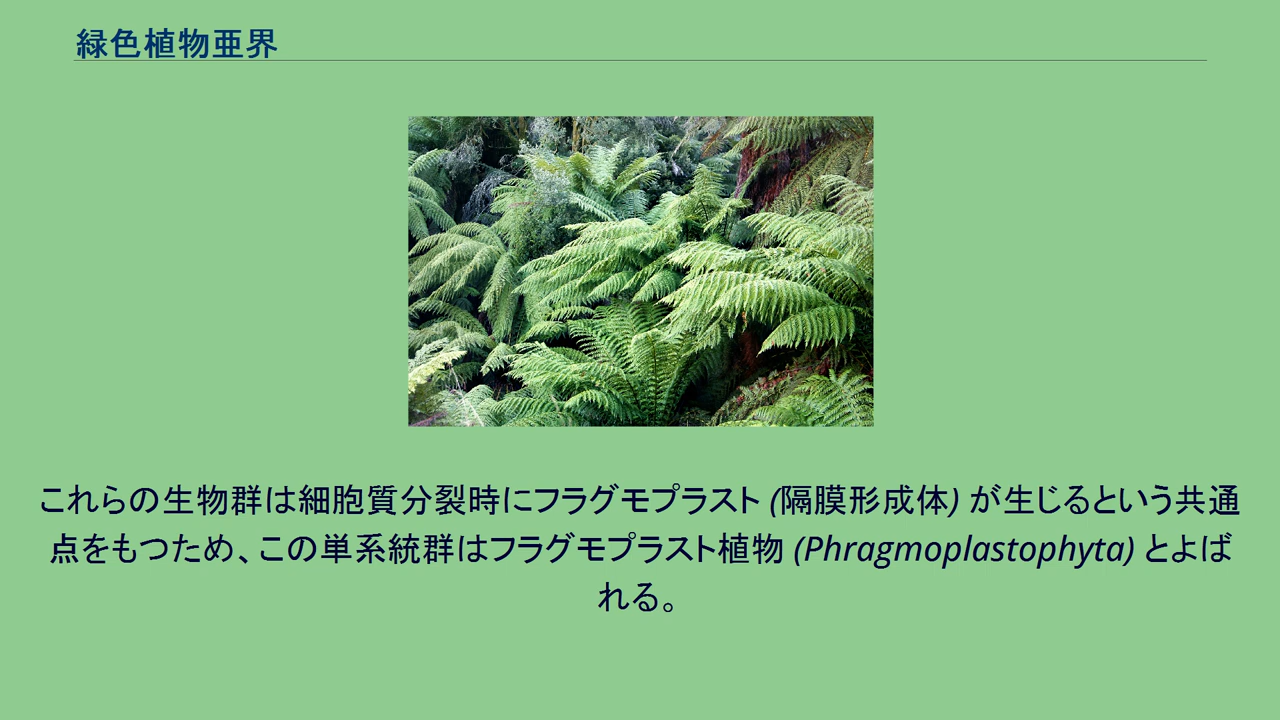 緑色植物亜界
これらの生物群は細胞質分裂時にフラグモプラスト (隔膜形成体) が生じるという共通
点をもつため、この単系統群はフラグモプラスト植物 (Phragmoplastophyta) とよば
れる。